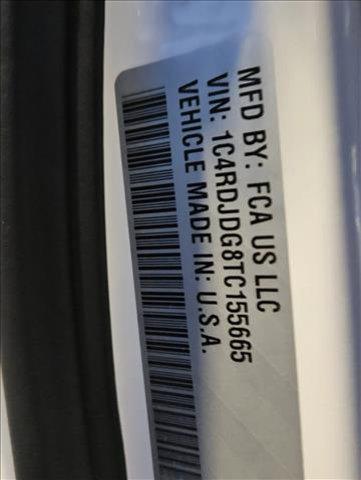 MFD BY: FCA US LLC
VIN: 1C4RDJDG8TC155665
VEHICLE MADE IN: U.S.A.